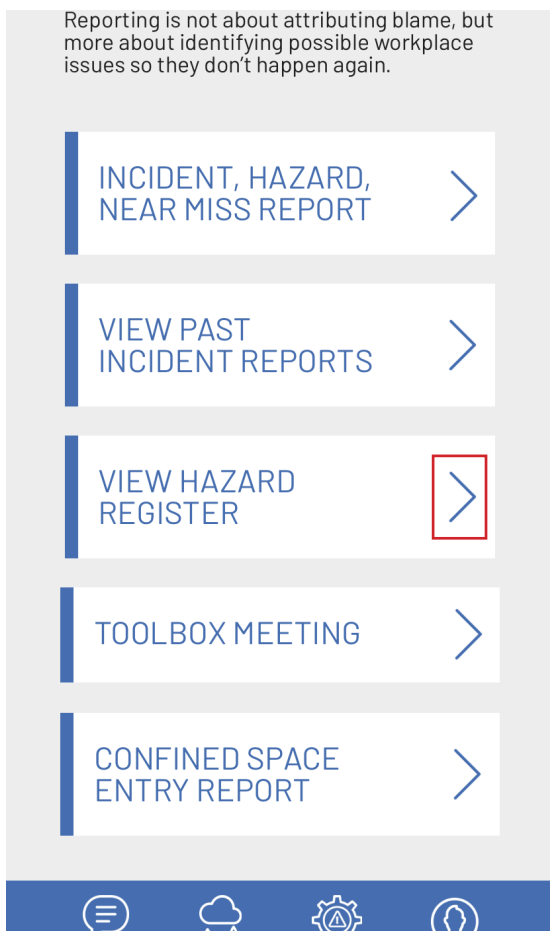 Reporting is not about attributing blame, but
more about identifying possible workplace
issues so they don’t happen again.
INCIDENT, HAZARD,
NEAR MISS REPORT
VIEW PAST
INCIDENT REPORTS
VIEW HAZARD
REGISTER
TOOLBOX MEETING
CONFINED SPACE
ENTRY REPORT